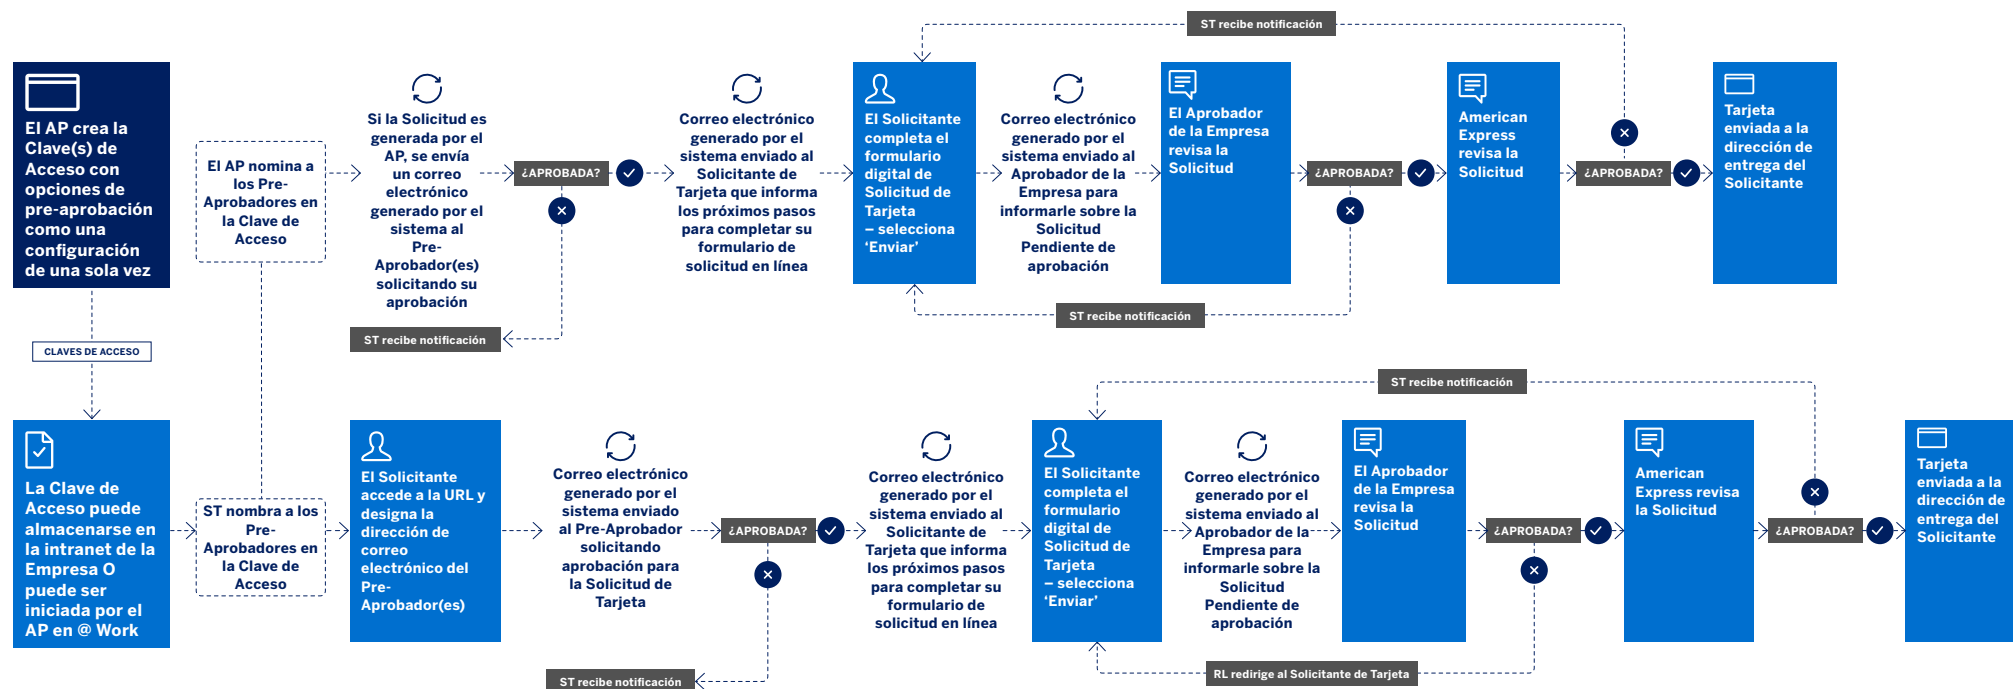 ST recibe notificación
El AP crea la
Clave(s) de
Acceso con
opciones de
pre-aprobación
como una
configuración
de una sola vez
El AP nomina a
los Pre-
Aprobadores en
la Clave de
Acceso
Si la Solicitud es
generada por el
AP, se envía
un correo
electrónico
generado por el
sistema al
Pre-
Aprobador(es)
solicitando su
aprobación
¿APROBADA?
ST recibe notificación
Correo electrónico
generado por el
sistema enviado al
Solicitante de
Tarjeta que informa
los próximos pasos
para completar su
formulario de
solicitud en línea
El Solicitante
completa el
formulario
digital de
Solicitud de
Tarjeta
– selecciona
‘Enviar’
Correo electrónico
generado por el
sistema enviado al
Aprobador de la
Empresa para
informarle sobre la
Solicitud
Pendiente de
aprobación
El Aprobador
de la Empresa
revisa la
Solicitud
¿APROBADA?
ST recibe notificación
American
Express
revisa la
Solicitud
¿APROBADA?
Tarjeta
enviada a la
dirección de
entrega del
Solicitante
CLAVES DE ACCESO
ST recibe notificación
La Clave de
Acceso puede
almacenarse en
la intranet de la
Empresa O
puede ser
iniciada por el
AP en @ Work
ST nombra a los
Pre-
Aprobadores en
la Clave de
Acceso
El Solicitante
accede a la URL y
designa la
dirección de
correo
electrónico del
Pre-
Aprobador(es)
Correo electrónico
generado por el
sistema enviado
al Pre-Aprobador
solicitando
aprobación para
la Solicitud de
Tarjeta
¿APROBADA?
ST recibe notificación
Correo electrónico
generado por el
sistema enviado al
Solicitante de
Tarjeta que informa
los próximos pasos
para completar su
formulario de
solicitud en línea
El Solicitante
completa el
formulario
digital de
Solicitud de
Tarjeta
– selecciona
‘Enviar’
Correo electrónico
generado por el
sistema enviado al
Aprobador de la
Empresa para
informarle sobre la
Solicitud
Pendiente de
aprobación
El Aprobador
de la Empresa
revisa la
Solicitud
¿APROBADA?
RL redirige al Solicitante de Tarjeta
American
Express revisa
la Solicitud
¿APROBADA?
Tarjeta
enviada a la
dirección de
entrega del
Solicitante